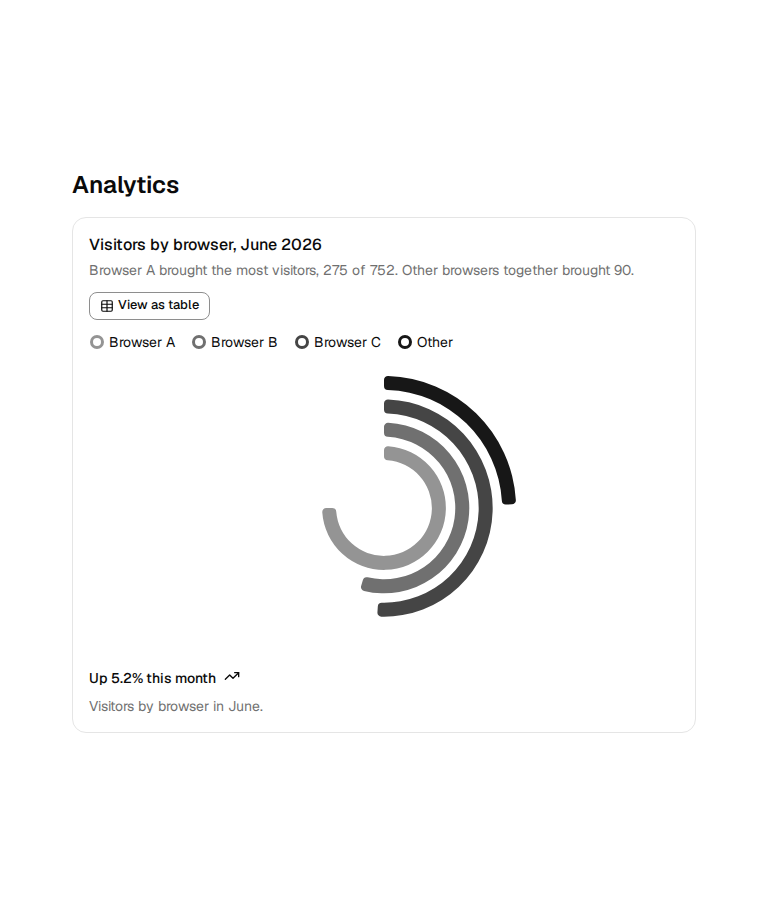 Analytics
Visitors by browser, June 2026
Browser A brought the most visitors, 275 of 752. Other browsers together brought 90.
View as table
Browser A Browser B Browser C Other
Up 5.2% this month
Visitors by browser in June.